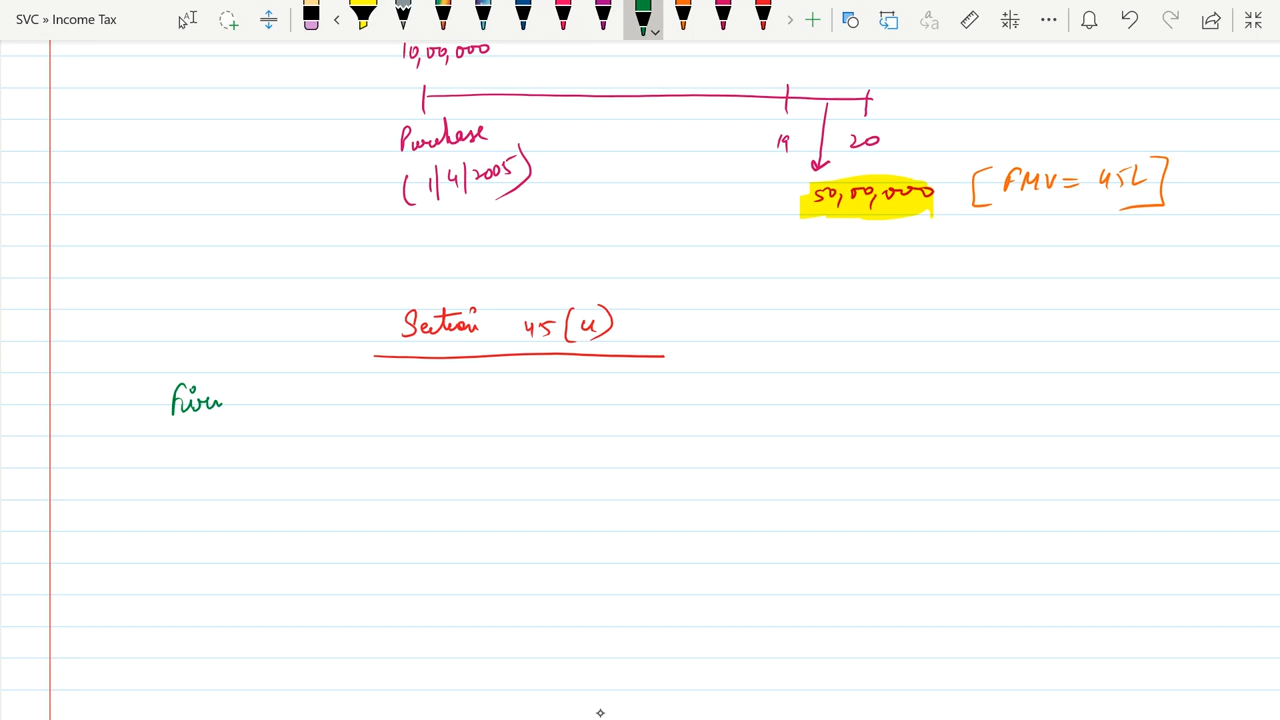 SVC » Income Tax
10,00,000
Purchase
19
20
(1/4/2005)
50,00,000
[FMV = 45L]
Section 45(4)